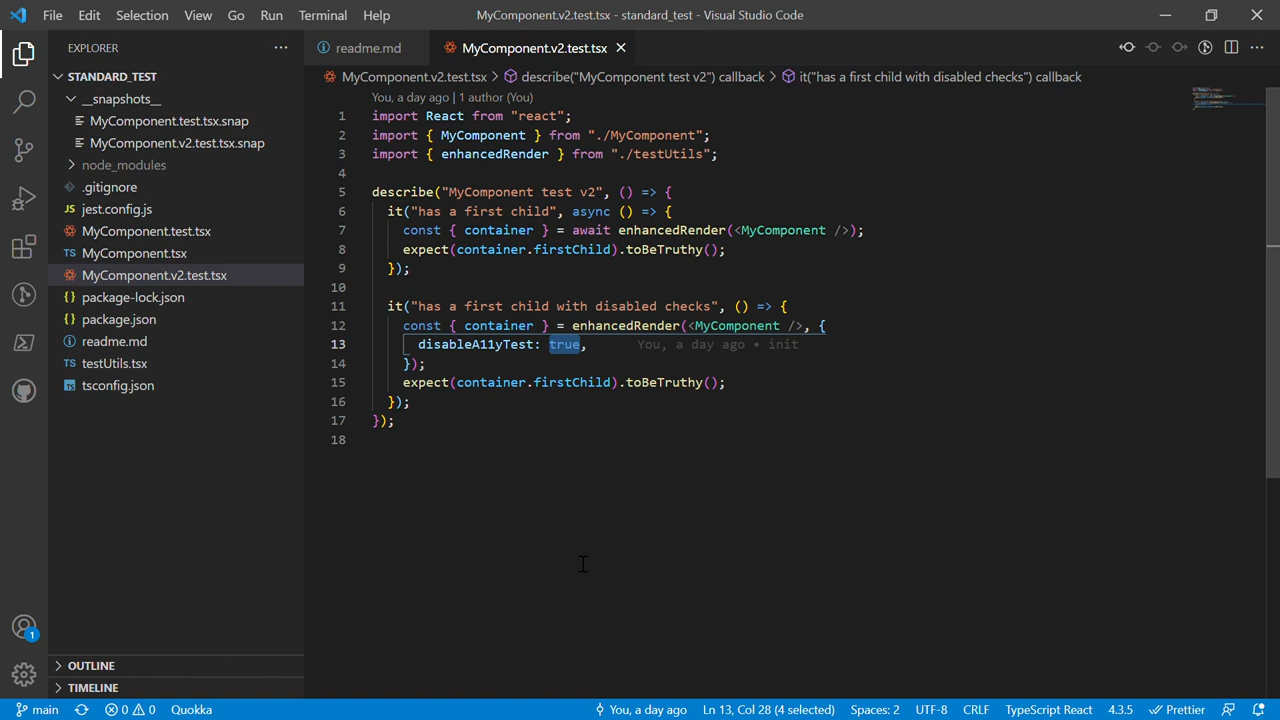 File Edit Selection View Go Run Terminal Help MyComponent.v2.test.tsx - standard_test - Visual Studio Code
EXPLORER
STANDARD_TEST
__snapshots__
MyComponent.test.tsx.snap
MyComponent.v2.test.tsx.snap
node_modules
.gitignore
JS jest.config.js
MyComponent.test.tsx
TS MyComponent.tsx
MyComponent.v2.test.tsx
{} package-lock.json
{} package.json
readme.md
TS testUtils.tsx
TS tsconfig.json
OUTLINE
TIMELINE
1
readme.md MyComponent.v2.test.tsx
MyComponent.v2.test.tsx > describe("MyComponent test v2") callback > it("has a first child with disabled checks") callback
You, a day ago | 1 author (You)
1 import React from "react";
2 import { MyComponent } from "./MyComponent";
3 import { enhancedRender } from "./testUtils";
4
5 describe("MyComponent test v2", () => {
6 it("has a first child", async () => {
7 const { container } = await enhancedRender(<MyComponent />);
8 expect(container.firstChild).toBeTruthy();
9 });
10
11 it("has a first child with disabled checks", () => {
12 const { container } = enhancedRender(<MyComponent />, {
13 disableA11yTest: true, You, a day ago • init
14 });
15 expect(container.firstChild).toBeTruthy();
16 });
17 });
18
main 0 0 Quokka You, a day ago Ln 13, Col 28 (4 selected) Spaces: 2 UTF-8 CRLF TypeScript React 4.3.5 Prettier